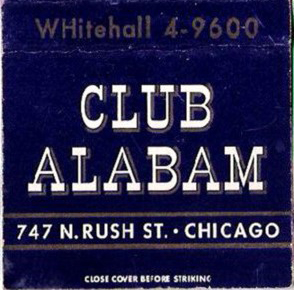 WHitehall 4-9600
CLUB
ALABAM
747 N. RUSH ST. • CHICAGO
CLOSE COVER BEFORE STRIKING